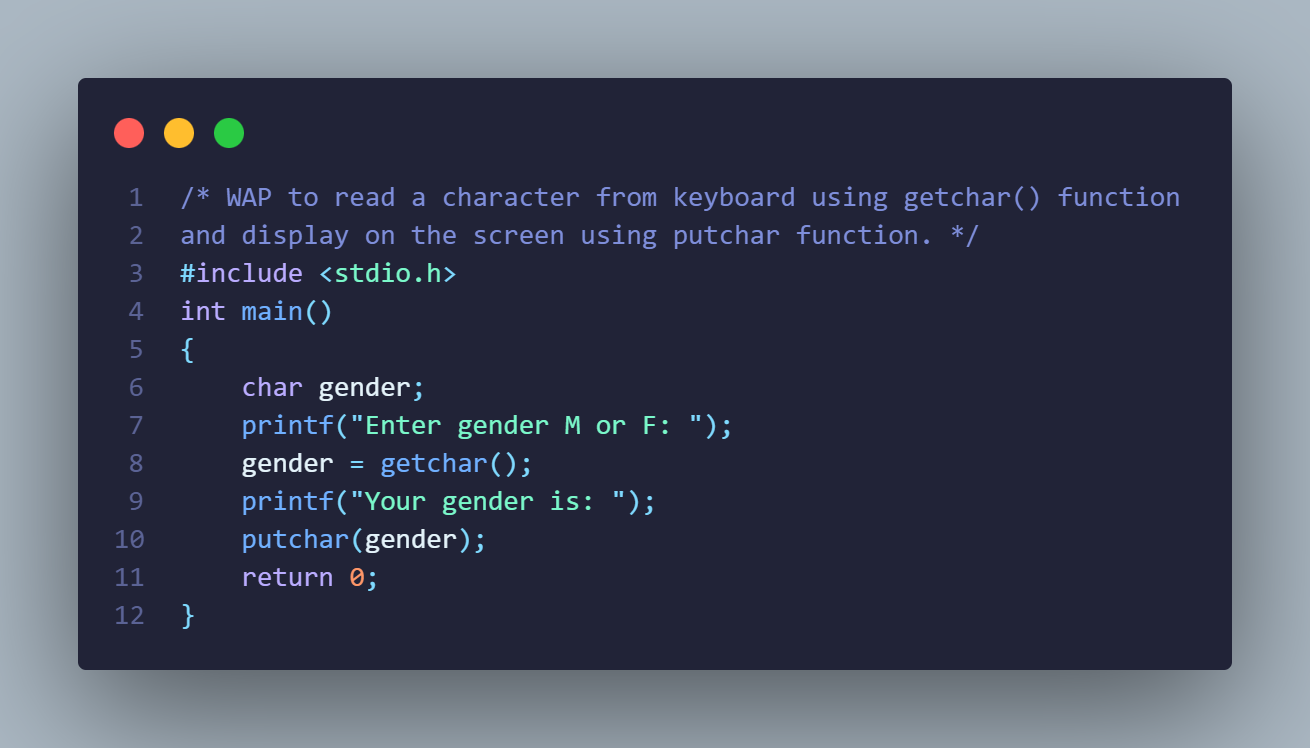 1 /* WAP to read a character from keyboard using getchar() function
2 and display on the screen using putchar function. */
3 #include <stdio.h>
4 int main()
5 {
6     char gender;
7     printf("Enter gender M or F: ");
8     gender = getchar();
9     printf("Your gender is: ");
10     putchar(gender);
11     return 0;
12 }